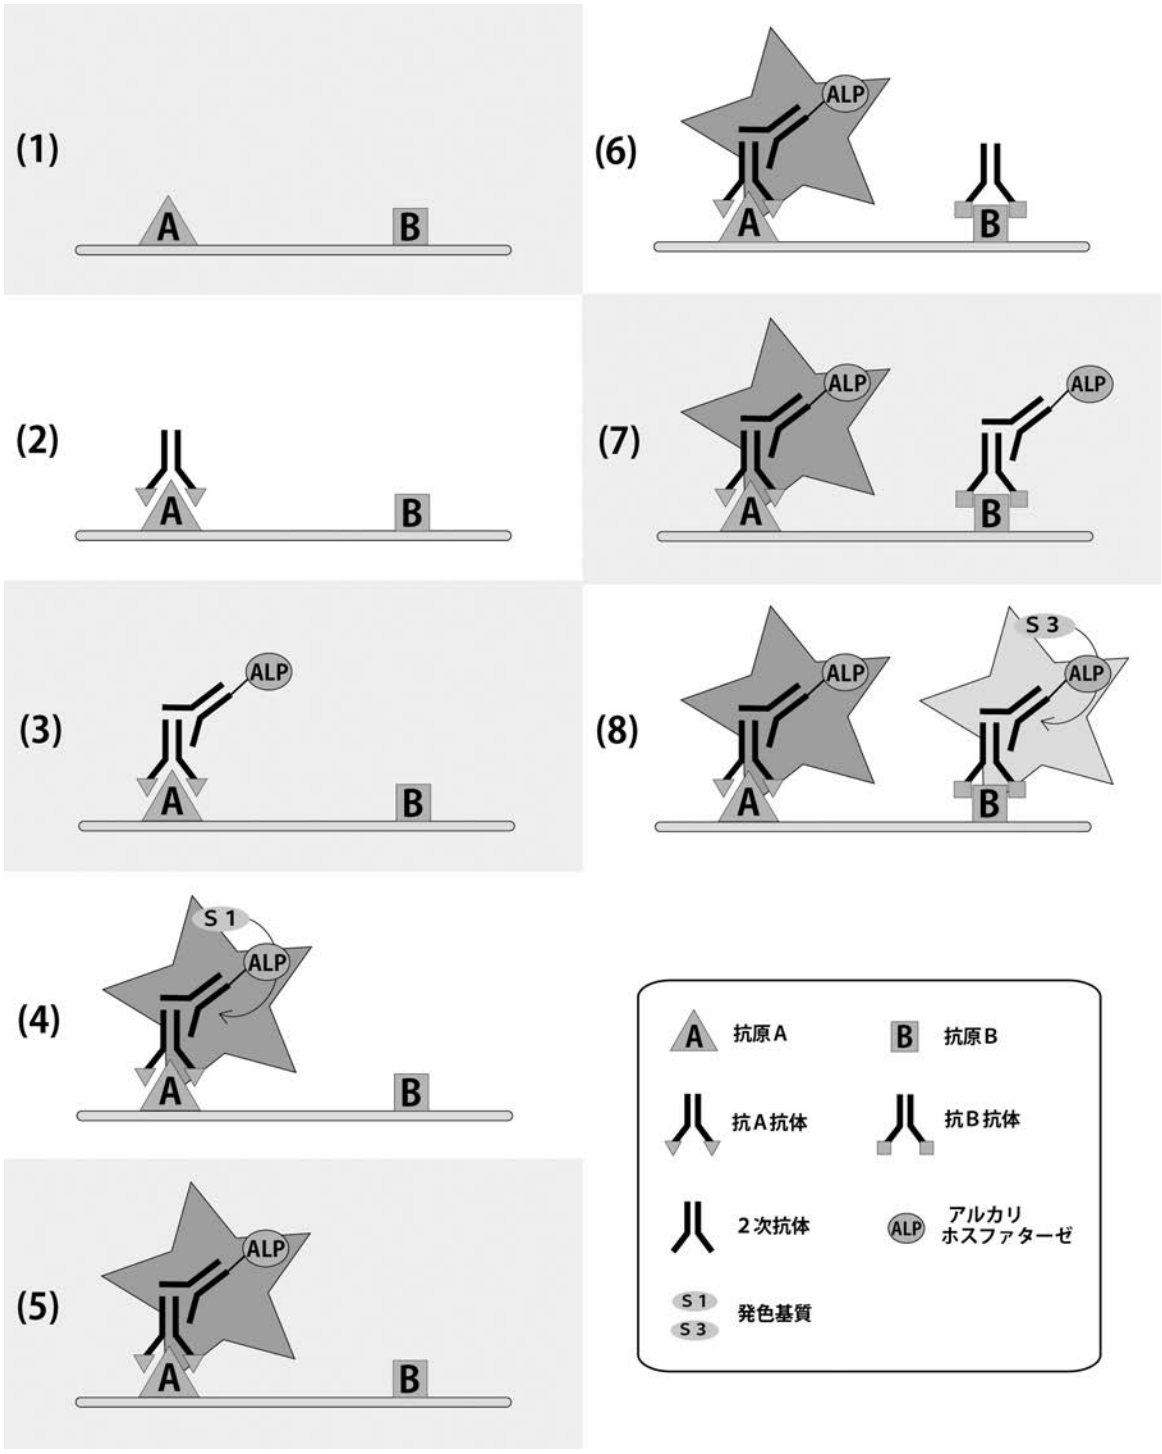 (1)
A
B
(2)
A
B
(3)
ALP
A
B
(4)
S 1
ALP
A
B
(5)
ALP
A
B
(6)
ALP
A
B
(7)
ALP
ALP
A
B
(8)
S 3
ALP
ALP
A
B
A 抗原A
B 抗原B
抗A抗体
抗B抗体
2次抗体
ALP
アルカリ
ホスファターゼ
S 1
発色基質
S 3